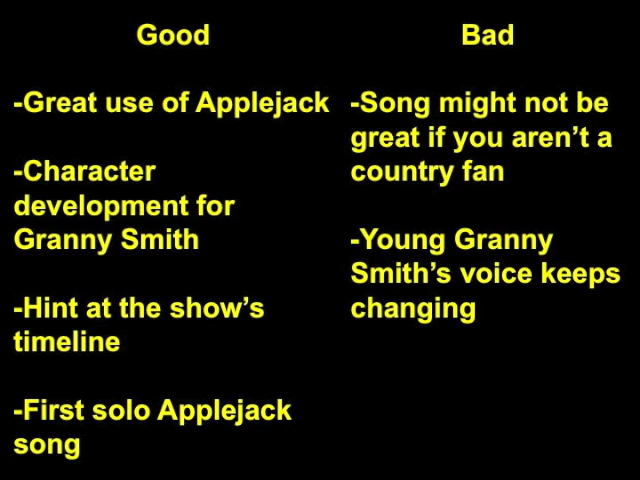 Good
-Great use of Applejack
-Character
development for
Granny Smith
-Hint at the show’s
timeline
-First solo Applejack
song
Bad
-Song might not be
great if you aren’t a
country fan
-Young Granny
Smith’s voice keeps
changing